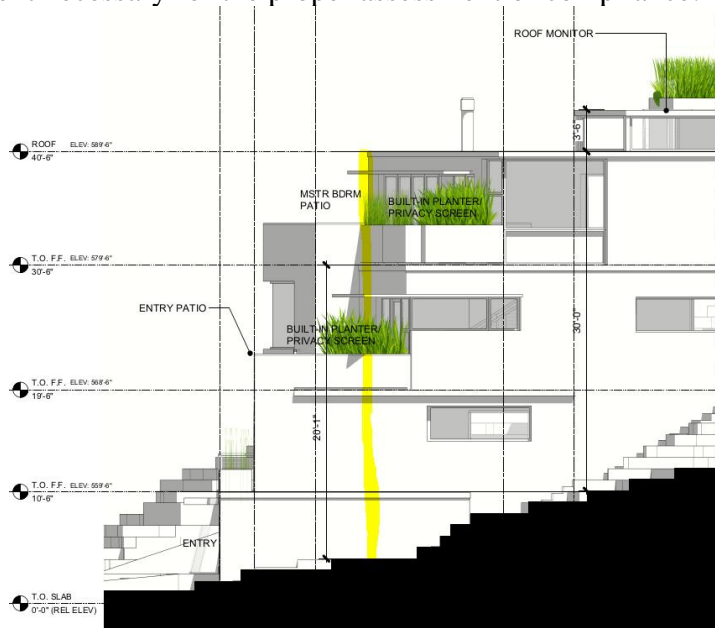 ROOF MONITOR
3'-6"
ROOF ELEV: 589'-6"
40'-6"
MSTR BDRM
PATIO
BUILT-IN PLANTER/
PRIVACY SCREEN
T.O. F.F. ELEV: 579'-6"
30'-6"
ENTRY PATIO
30'-0"
BUILT-IN PLANTER/
PRIVACY SCREEN
T.O. F.F. ELEV: 568'-6"
19'-6"
20'-1"
T.O. F.F. ELEV: 559'-6"
10'-6"
ENTRY
T.O. SLAB
0'-0" (REL ELEV)